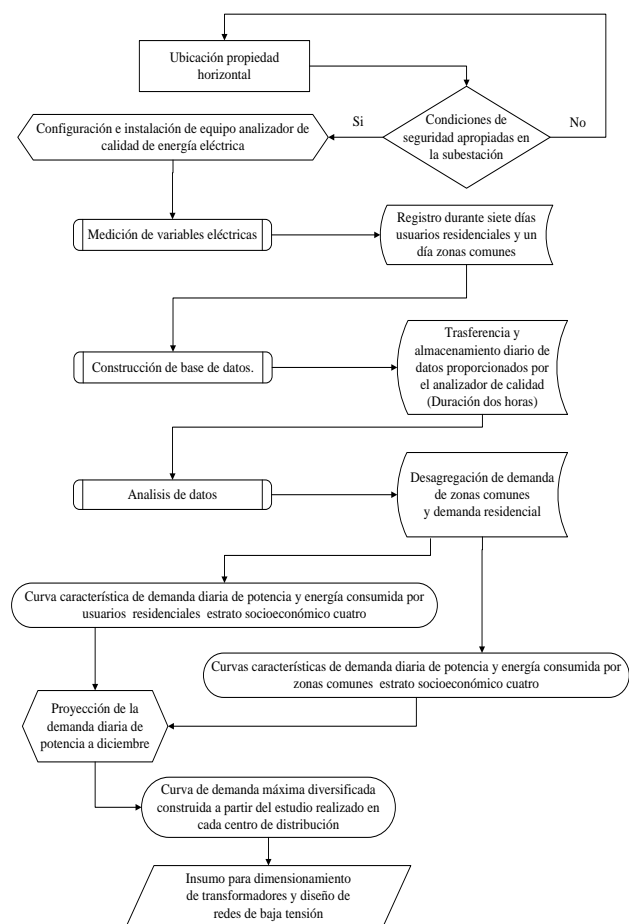 Ubicación propiedad
horizontal
Condiciones de
seguridad apropiadas en
la subestación
Si
No
Configuración e instalación de equipo analizador de
calidad de energía eléctrica
Medición de variables eléctricas
Registro durante siete días
usuarios residenciales y un
día zonas comunes
Construcción de base de datos.
Trasferencia y
almacenamiento diario de
datos proporcionados por
el analizador de calidad
(Duración dos horas)
Analisis de datos
Desagregación de demanda
de zonas comunes
y demanda residencial
Curva característica de demanda diaria de potencia y energía consumida por
usuarios residenciales estrato socioeconómico cuatro
Curvas características de demanda diaria de potencia y energía consumida por
zonas comunes estrato socioeconómico cuatro
Proyección de la
demanda diaria de
potencia a diciembre
Curva de demanda máxima diversificada
construida a partir del estudio realizado en
cada centro de distribución
Insumo para dimensionamiento
de transformadores y diseño de
redes de baja tensión